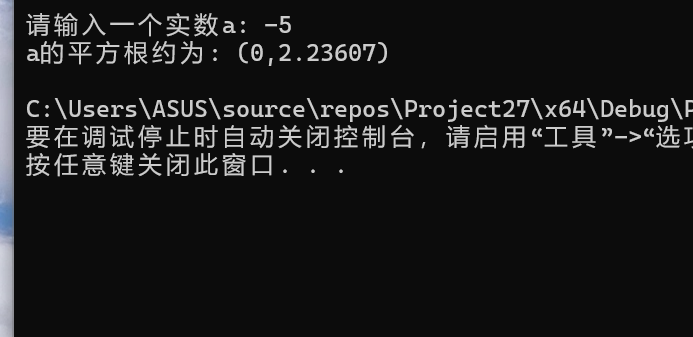 请输入一个实数a: -5
a的平方根约为: (0,2.23607)
C:\Users\ASUS\source\repos\Project27\x64\Debug\P
要在调试停止时自动关闭控制台, 请启用“工具”->“选项
按任意键关闭此窗口. . .